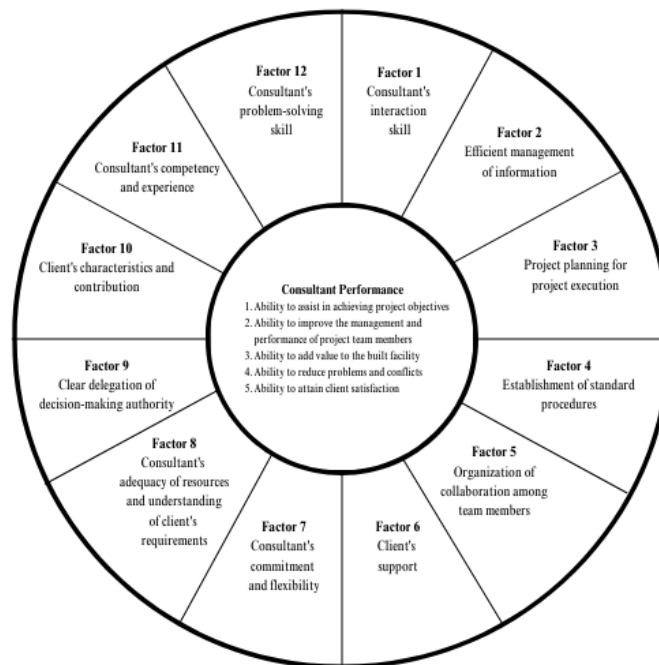 Factor 12
Consultant's
problem-solving
skill
Factor 1
Consultant's
interaction
skill
Factor 2
Efficient management
of information
Factor 3
Project planning for
project execution
Factor 4
Establishment of standard
procedures
Factor 5
Organization of
collaboration among
team members
Factor 6
Client's
support
Factor 7
Consultant's
commitment
and flexibility
Factor 8
Consultant's
adequacy of resources
and understanding
of client's
requirements
Factor 9
Clear delegation of
decision-making authority
Factor 10
Client's characteristics and
contribution
Factor 11
Consultant's competency
and experience
Consultant Performance
1. Ability to assist in achieving project objectives
2. Ability to improve the management and
performance of project team members
3. Ability to add value to the built facility
4. Ability to reduce problems and conflicts
5. Ability to attain client satisfaction